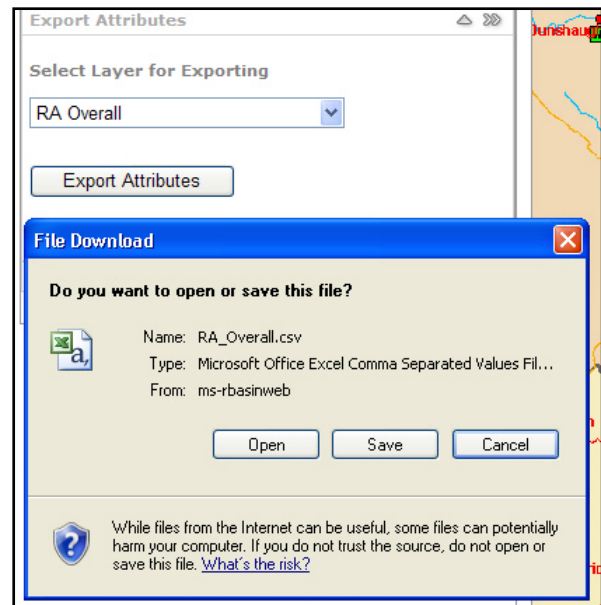 Export Attributes
Junshaug
Select Layer for Exporting
RA Overall
Export Attributes
File Download
Do you want to open or save this file?
Name: RA_Overall.csv
Type: Microsoft Office Excel Comma Separated Values Fil...
From: ms-rbasinweb
Open Save Cancel
While files from the Internet can be useful, some files can potentially
harm your computer. If you do not trust the source, do not open or
save this file. What's the risk?